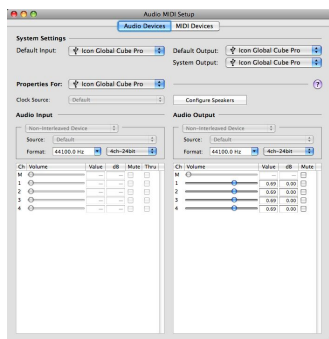 Audio MIDI Setup
Audio Devices MIDI Devices
System Settings
Default Input: Icon Global Cube Pro
Default Output: Icon Global Cube Pro
System Output: Icon Global Cube Pro
Properties For: Icon Global Cube Pro ?
Clock Source: Default
Configure Speakers
Audio Input
Non-Interleaved Device
Source: Default
Format: 44100.0 Hz 4ch-24bit
Ch Volume Value dB Mute Thru
M -- --
1 -- --
2 -- --
3 -- --
4 -- --
Audio Output
Non-Interleaved Device
Source: Default
Format: 44100.0 Hz 4ch-24bit
Ch Volume Value dB Mute
M -- --
1 0.69 0.00
2 0.69 0.00
3 0.69 0.00
4 0.69 0.00